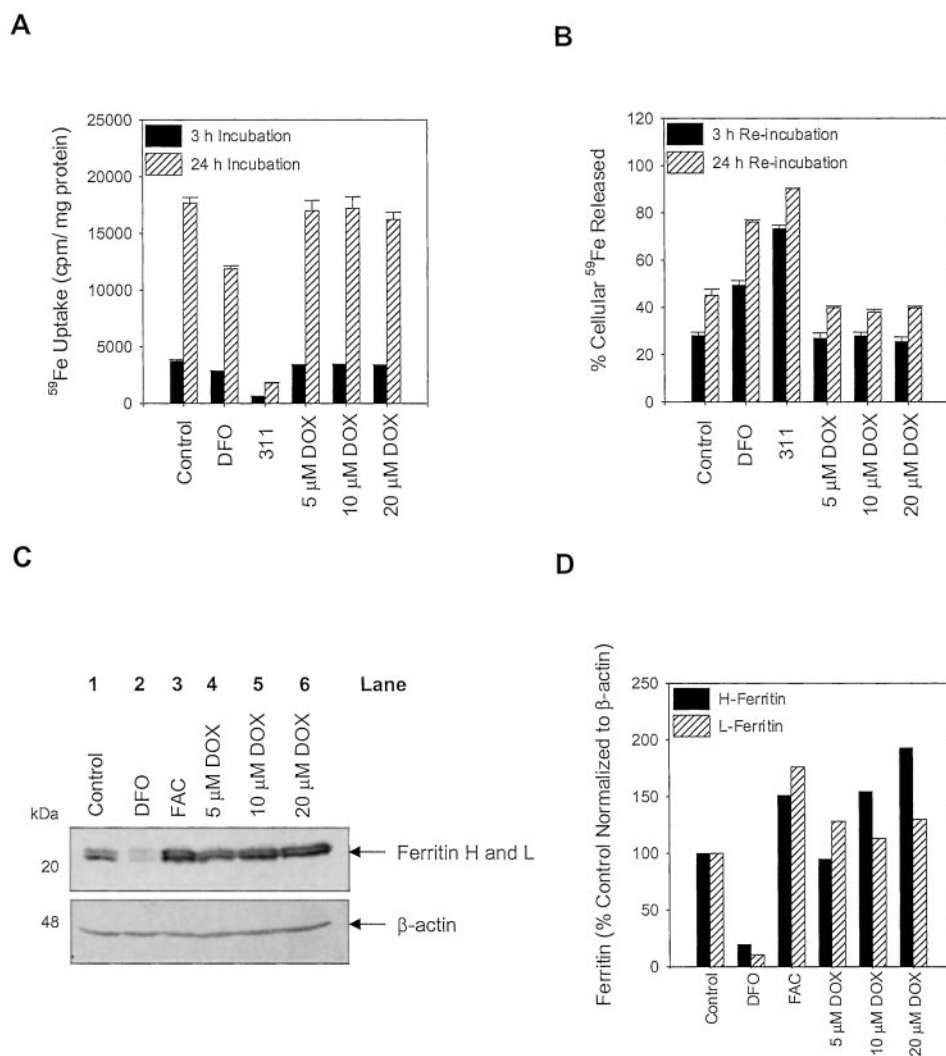 A
25000
20000
15000
10000
5000
0
⁵⁹Fe Uptake (cpm/ mg protein)
3 h Incubation
24 h Incubation
Control
DFO
311
5 µM DOX
10 µM DOX
20 µM DOX
B
120
100
80
60
40
20
0
% Cellular ⁵⁹Fe Released
3 h Re-incubation
24 h Re-incubation
Control
DFO
311
5 µM DOX
10 µM DOX
20 µM DOX
C
1 2 3 4 5 6 Lane
Control
DFO
FAC
5 µM DOX
10 µM DOX
20 µM DOX
kDa
20
Ferritin H and L
48
β-actin
D
250
200
150
100
50
0
Ferritin (% Control Normalized to β-actin)
H-Ferritin
L-Ferritin
Control
DFO
FAC
5 µM DOX
10 µM DOX
20 µM DOX